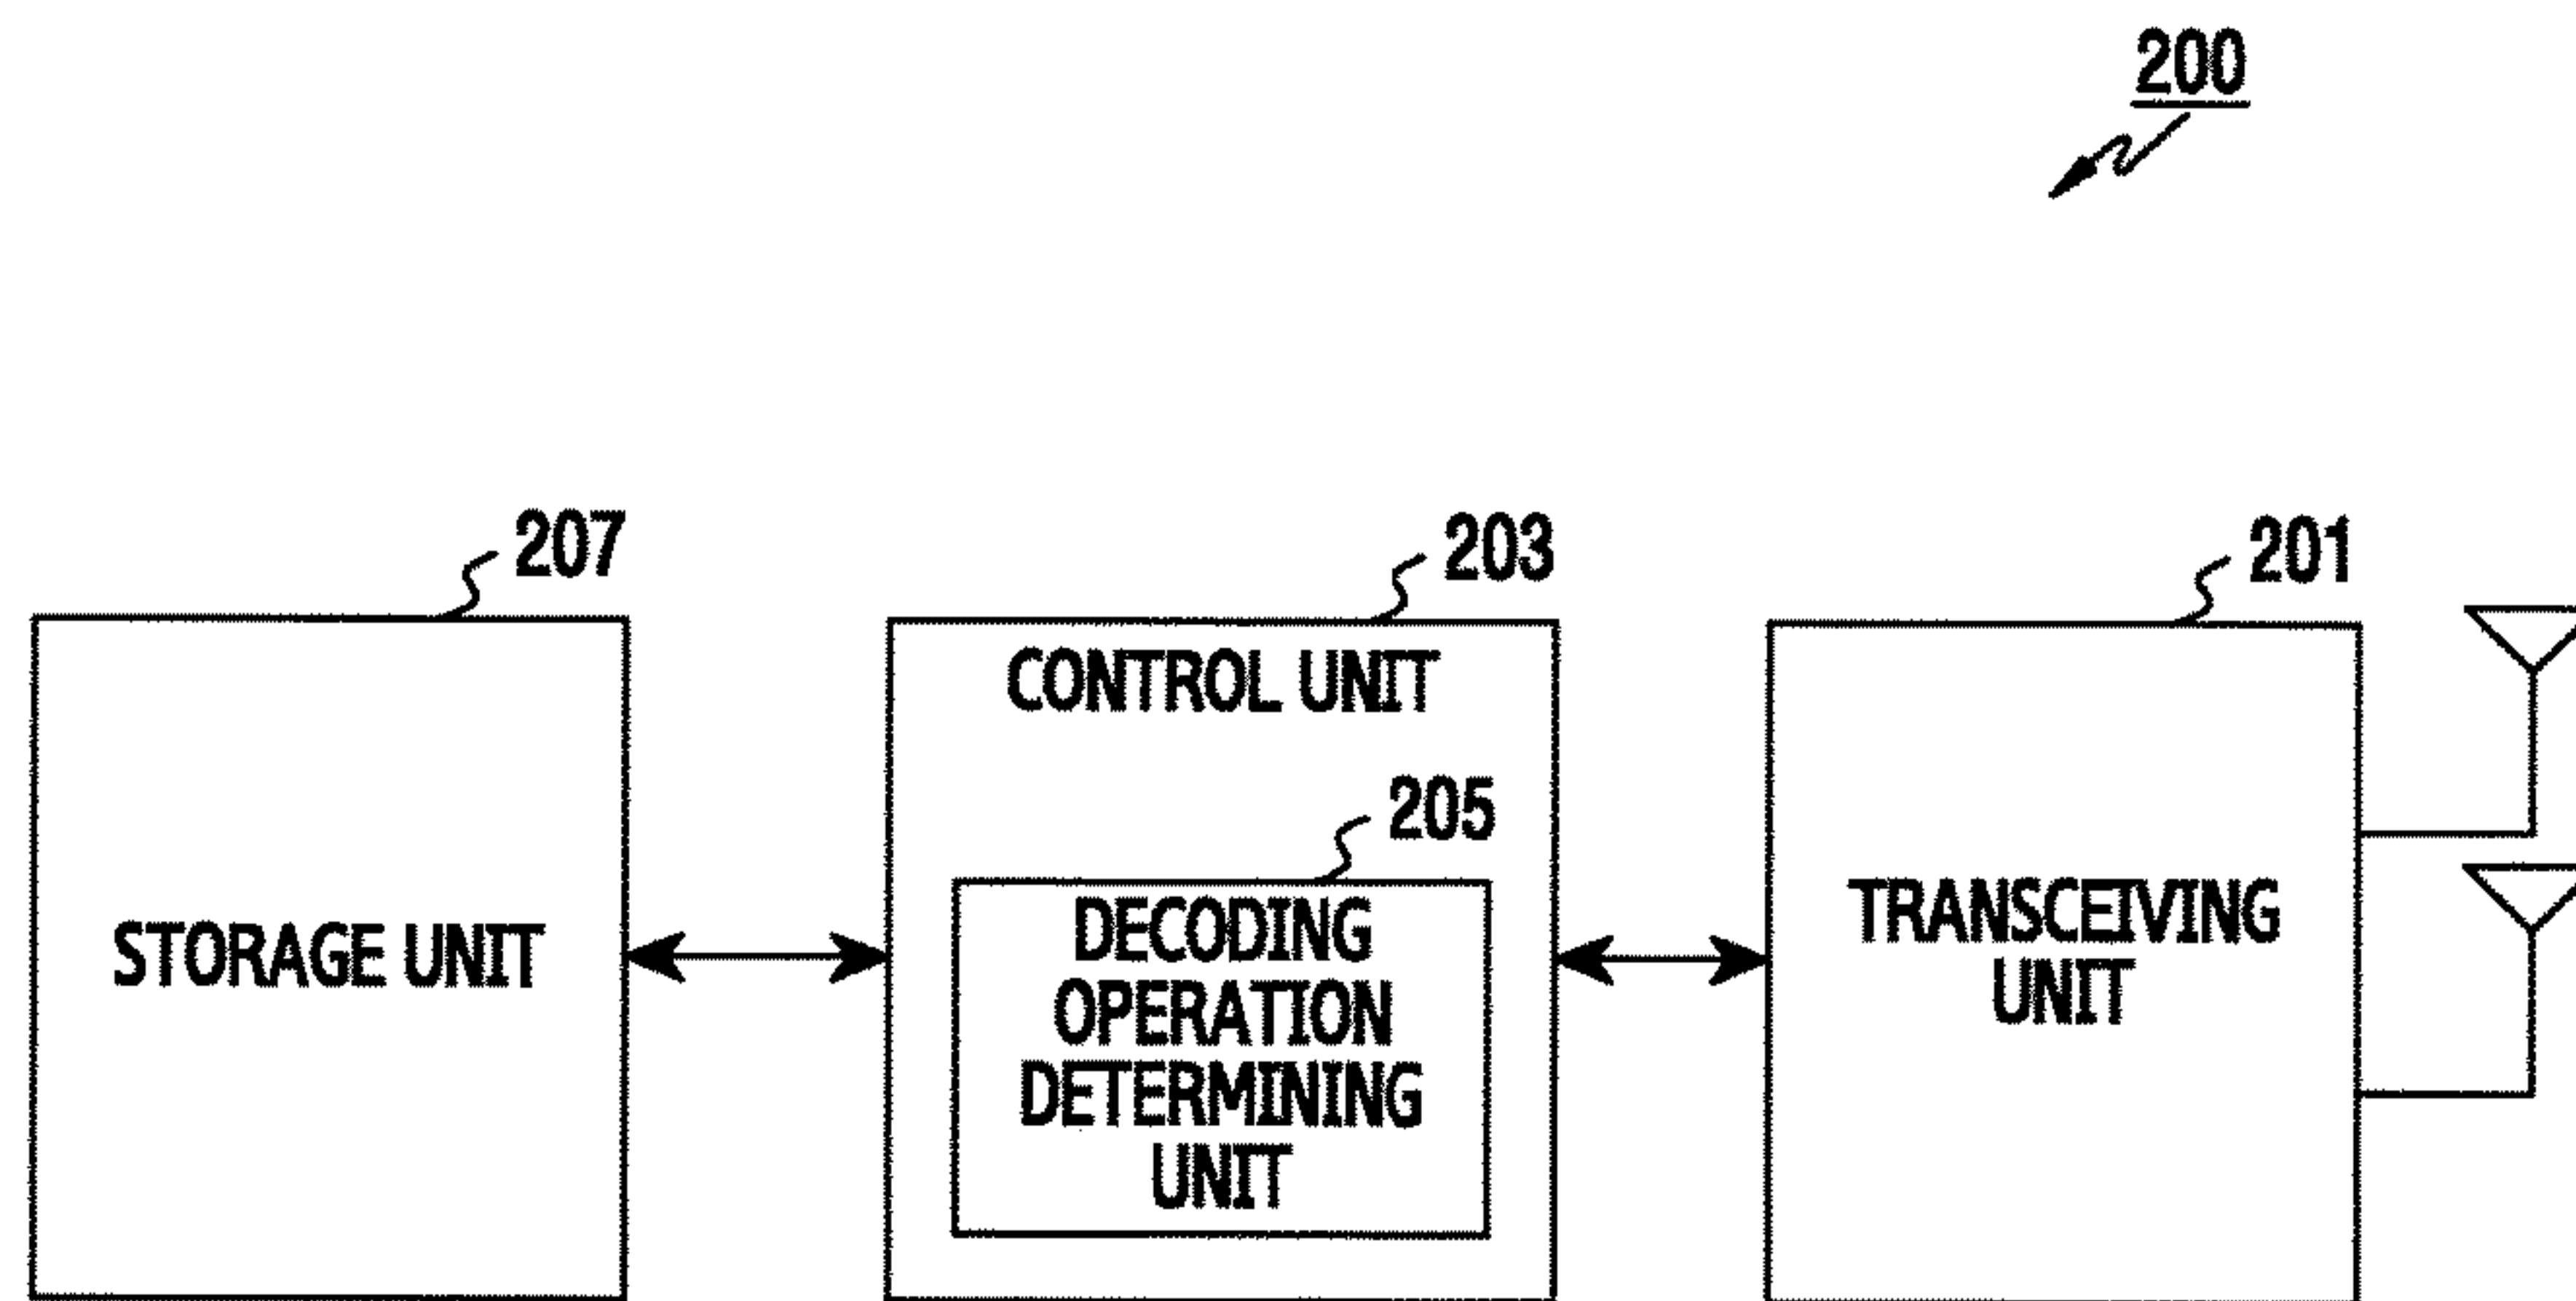 200
207
203
201
CONTROL UNIT
205
STORAGE UNIT
DECODING
OPERATION
DETERMINING
UNIT
TRANSCEIVING
UNIT